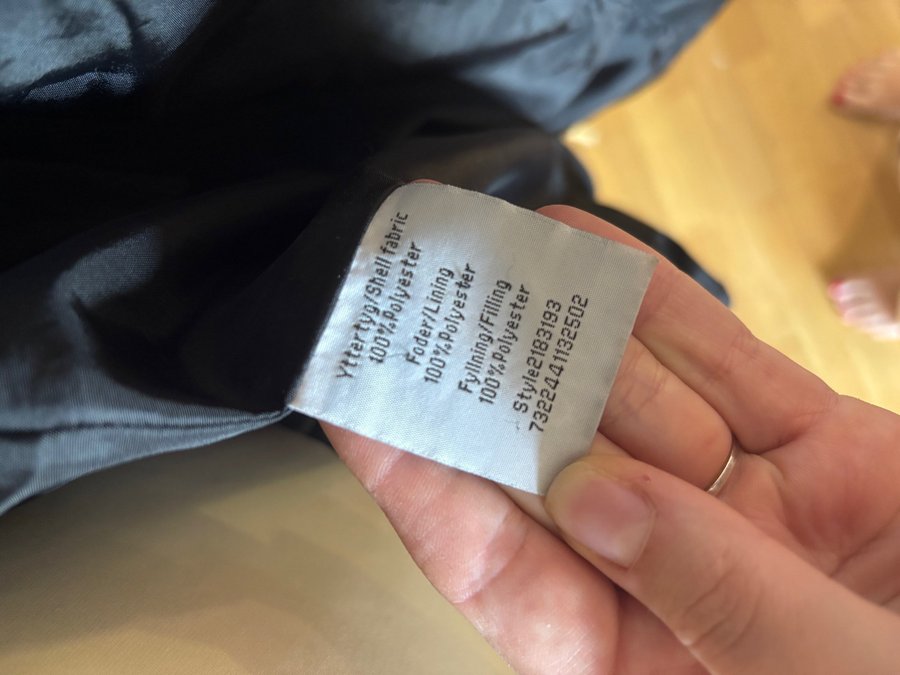 Yttertyg/Shell fabric
100%Polyester
Foder/Lining
100%Polyester
Fyllning/Filling
100%Polyester
Style2183193
7322441132502